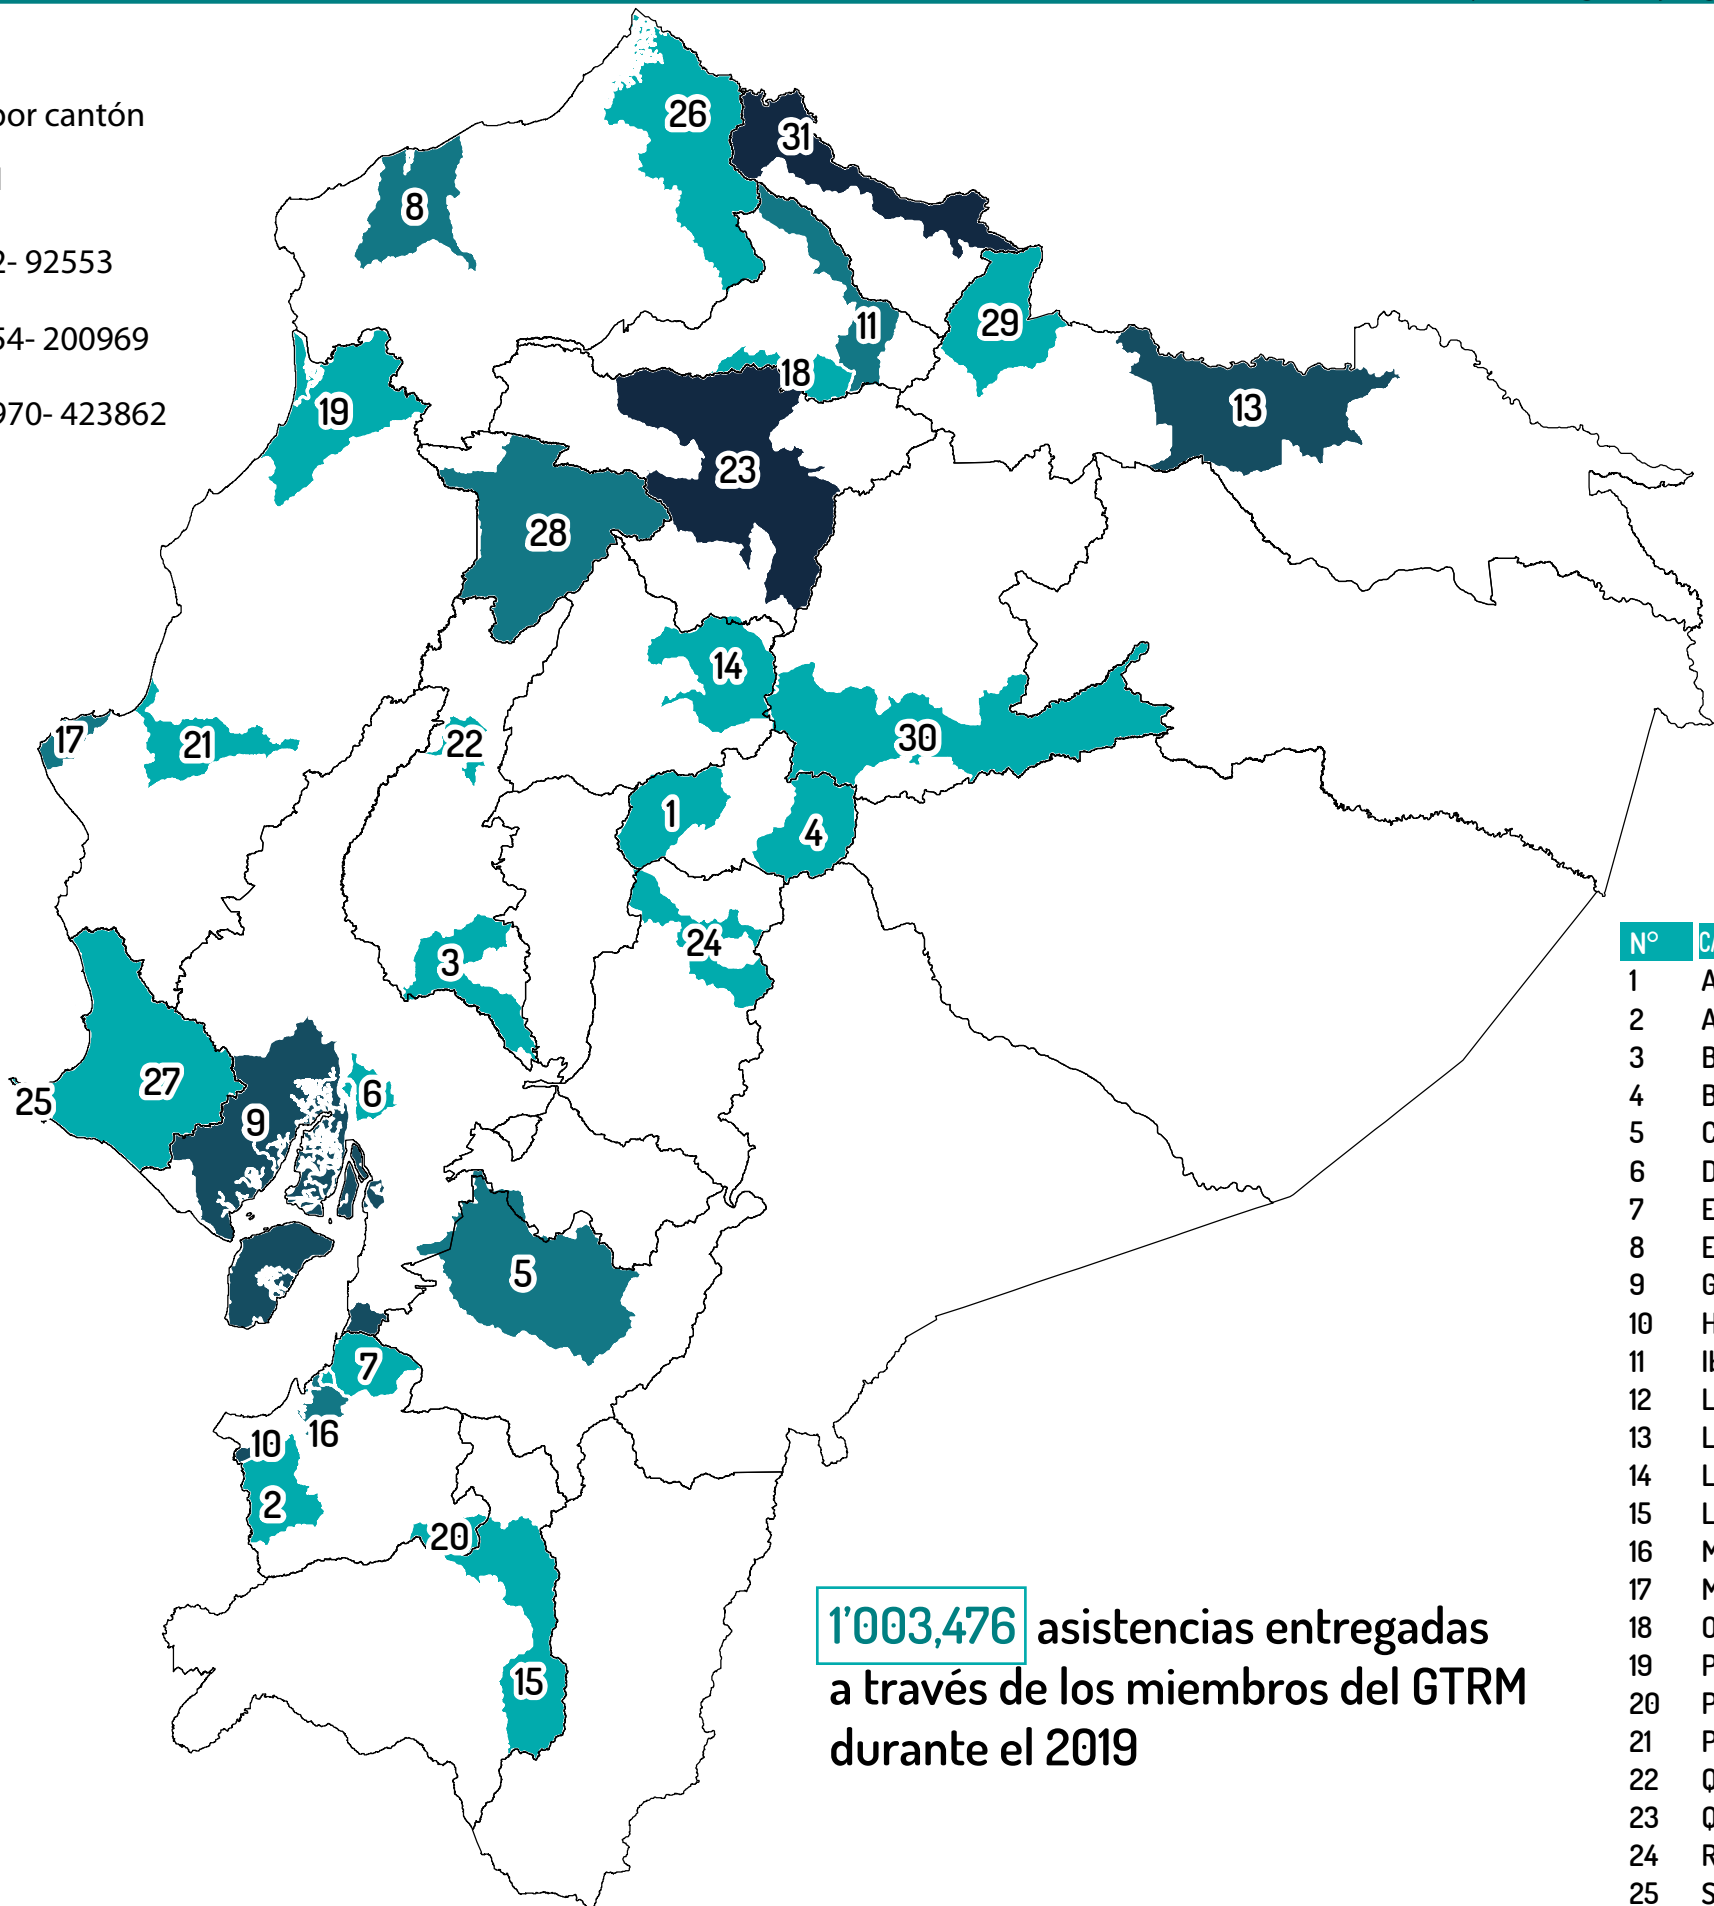 por cantón
2- 92553
54- 200969
970- 423862
26
31
8
11
29
18
19
13
23
28
14
17
21
22
30
1
4
3
24
25
27
6
9
5
7
16
10
2
20
15
1'003,476 asistencias entregadas
a través de los miembros del GTRM
durante el 2019
N° CA
1 A
2 A
3 B
4 B
5 C
6 D
7 E
8 E
9 G
10 H
11 Ib
12 L
13 L
14 L
15 L
16 M
17 M
18 O
19 P
20 P
21 P
22 Q
23 Q
24 R
25 S